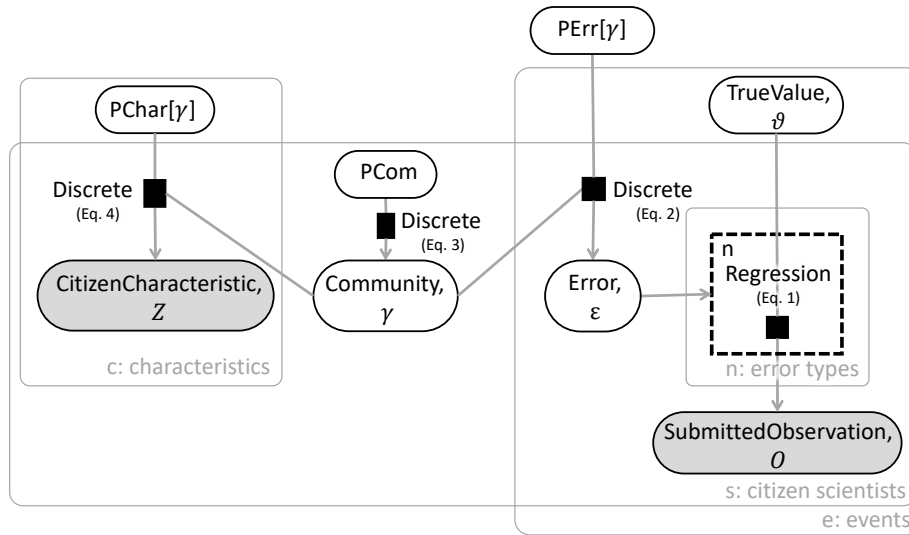 PErr[γ]
PChar[γ]
TrueValue,
ϑ
PCom
Discrete
(Eq. 4)
Discrete
(Eq. 3)
Discrete
(Eq. 2)
n
Regression
(Eq. 1)
CitizenCharacteristic,
Z
Community,
γ
Error,
ε
c: characteristics
n: error types
SubmittedObservation,
O
s: citizen scientists
e: events